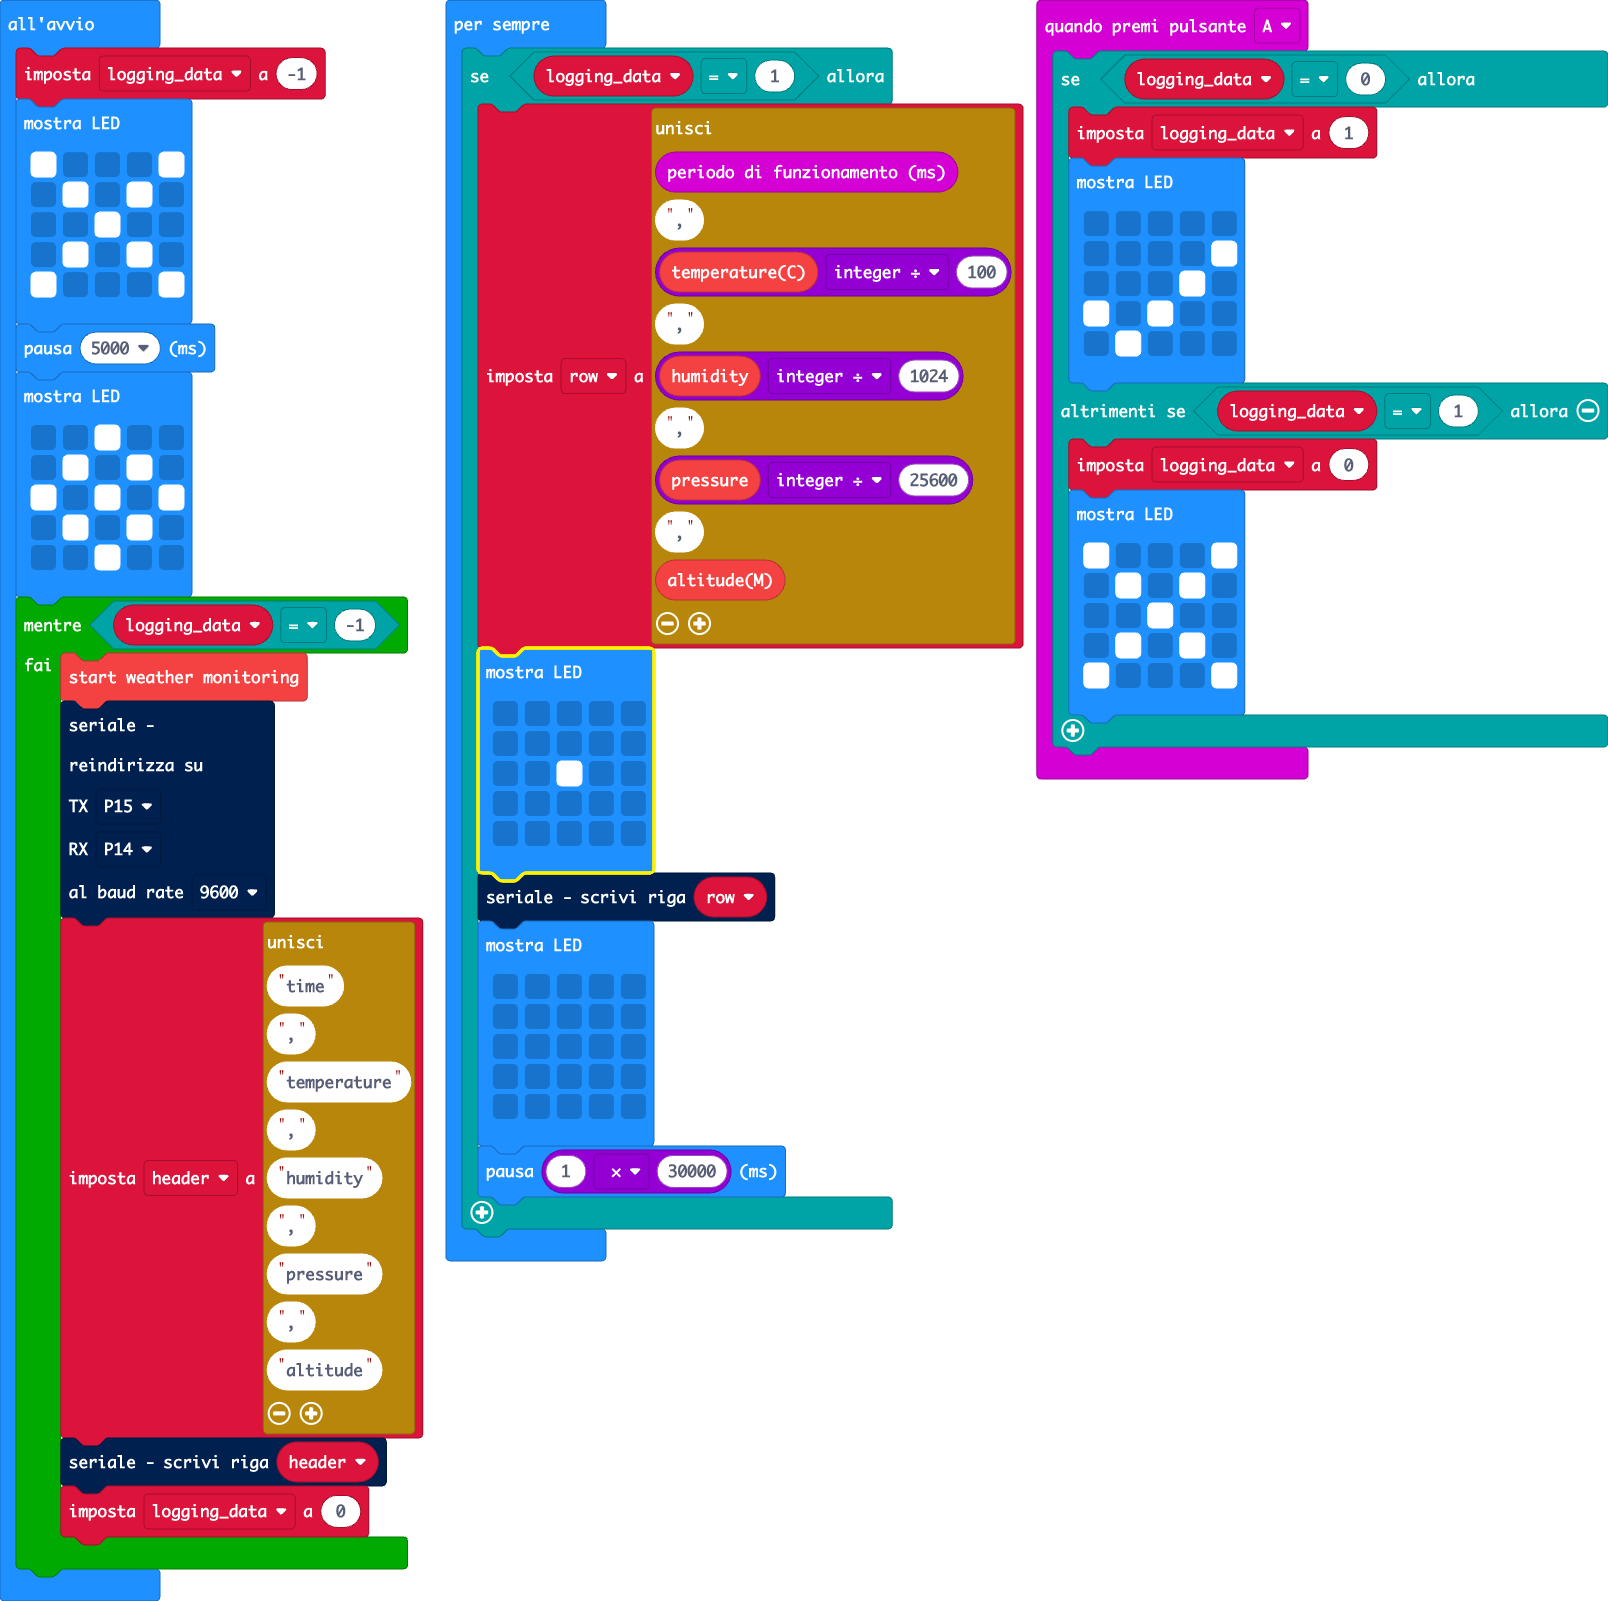 all'avvio
imposta logging_data a -1
mostra LED
pausa 5000 (ms)
mostra LED
mentre logging_data = -1
fai
start weather monitoring
seriale -
reindirizza su
TX P15
RX P14
al baud rate 9600
imposta header a
unisci
"time"
","
"temperature"
","
"humidity"
","
"pressure"
","
"altitude"
seriale - scrivi riga header
imposta logging_data a 0
per sempre
se logging_data = 1 allora
imposta row a
unisci
periodo di funzionamento (ms)
","
temperature(C) integer ÷ 100
","
humidity integer ÷ 1024
","
pressure integer ÷ 25600
","
altitude(M)
mostra LED
seriale - scrivi riga row
mostra LED
pausa 1 × 30000 (ms)
quando premi pulsante A
se logging_data = 0 allora
imposta logging_data a 1
mostra LED
altrimenti se logging_data = 1 allora
imposta logging_data a 0
mostra LED